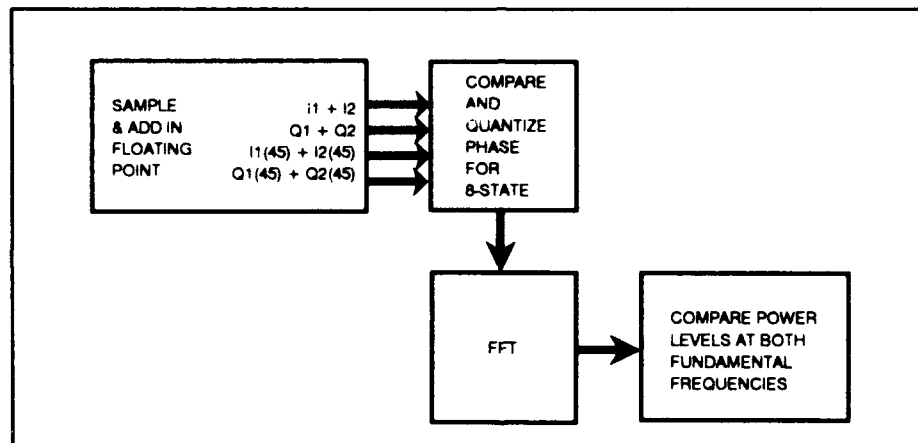 SAMPLE
& ADD IN
FLOATING
POINT
I1 + I2
Q1 + Q2
I1(45) + I2(45)
Q1(45) + Q2(45)
COMPARE
AND
QUANTIZE
PHASE
FOR
8-STATE
FFT
COMPARE POWER
LEVELS AT BOTH
FUNDAMENTAL
FREQUENCIES